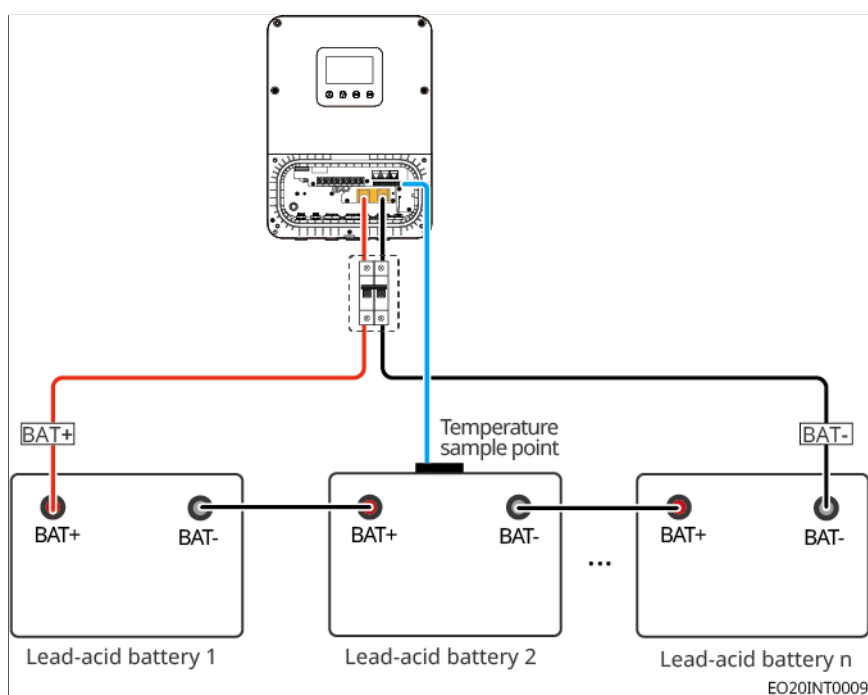 BAT+
BAT-
Temperature
sample point
BAT+
BAT-
BAT+
BAT-
...
BAT+
BAT-
Lead-acid battery 1
Lead-acid battery 2
Lead-acid battery n
EO20INT0009